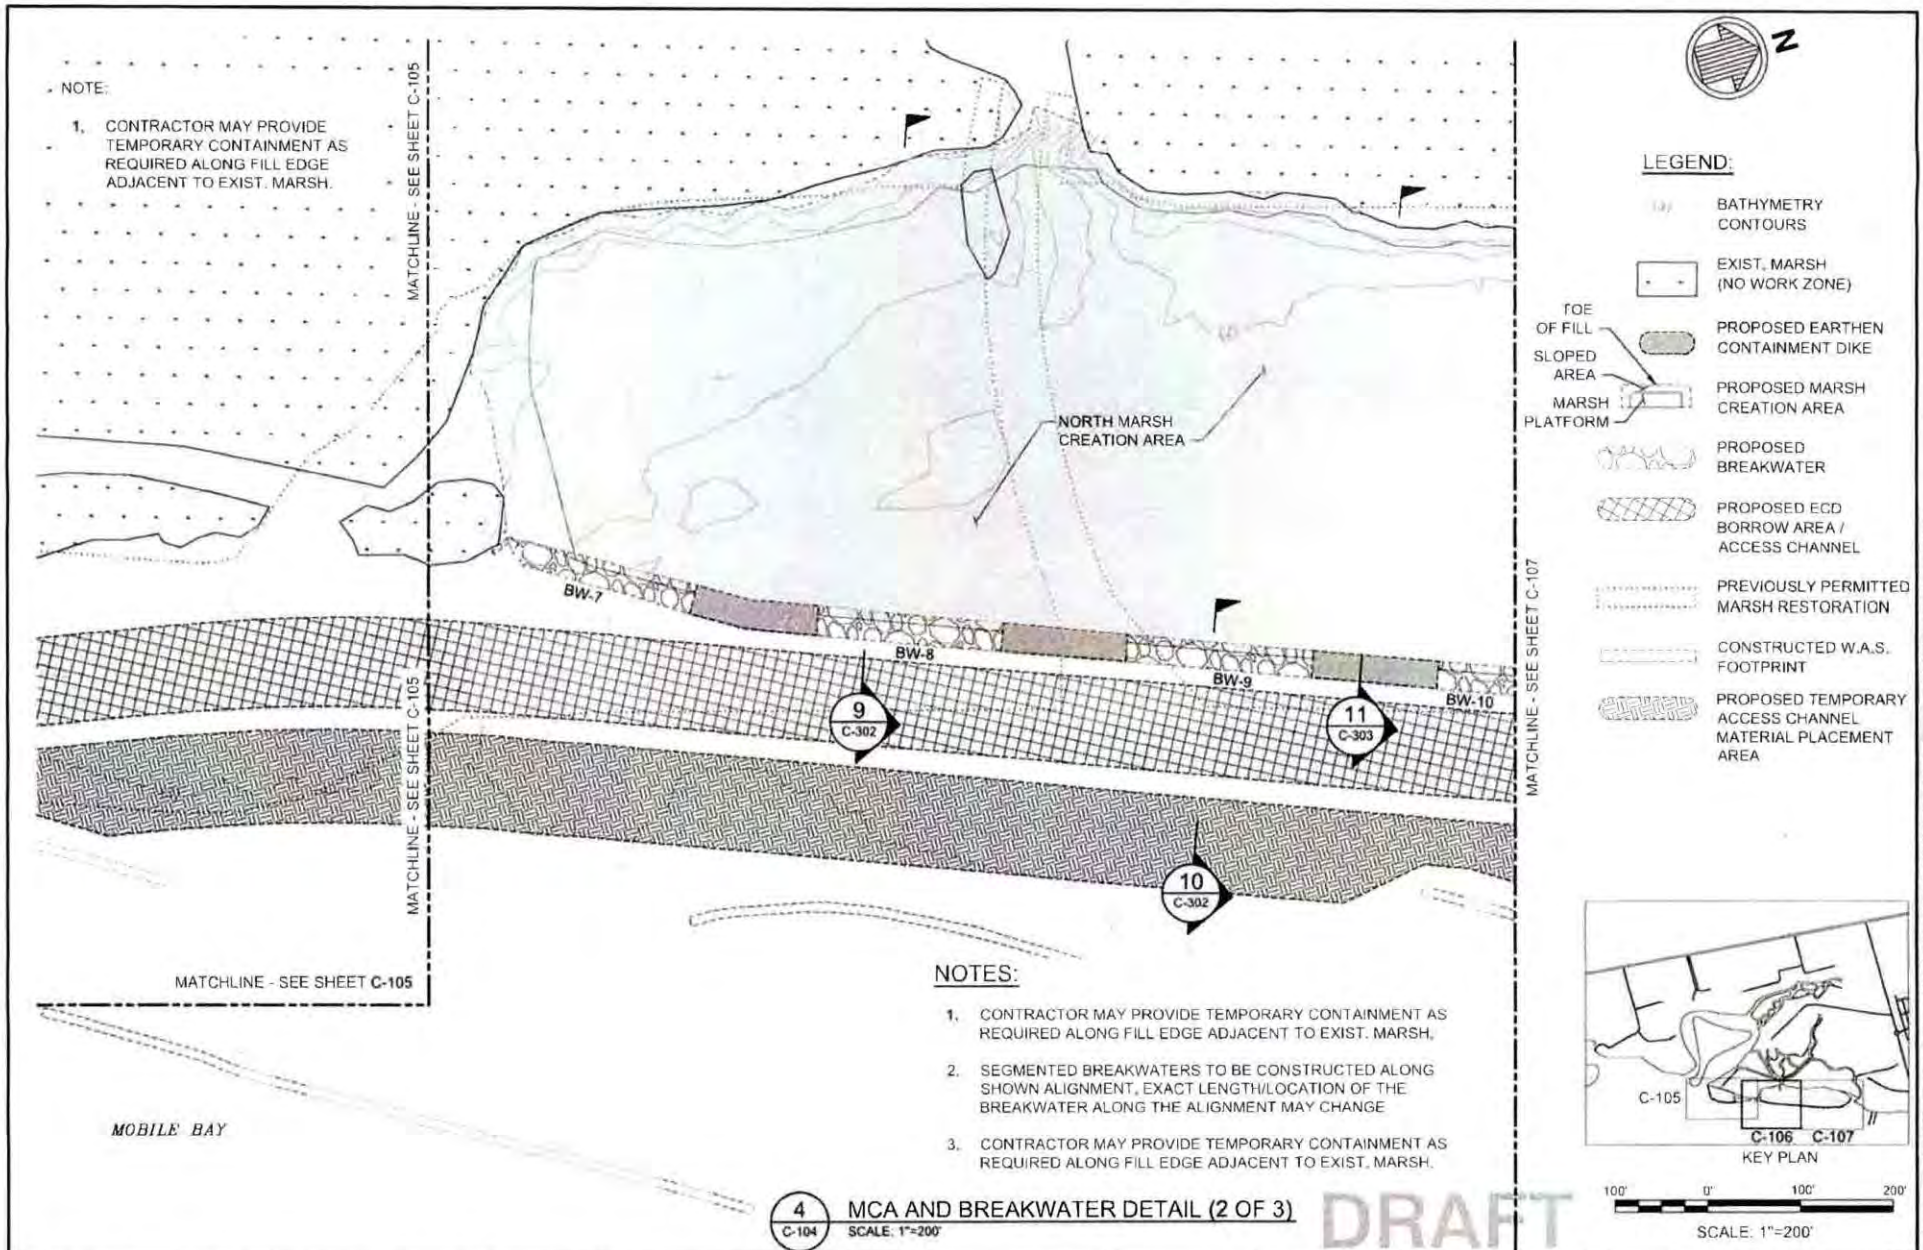 NOTE:
1. CONTRACTOR MAY PROVIDE
TEMPORARY CONTAINMENT AS
REQUIRED ALONG FILL EDGE
ADJACENT TO EXIST. MARSH.
MATCHLINE - SEE SHEET C-105
MATCHLINE - SEE SHEET C-105
MATCHLINE - SEE SHEET C-105
NORTH MARSH
CREATION AREA
BW-7
BW-8
BW-9
BW-10
9
C-302
11
C-303
10
C-302
MATCHLINE - SEE SHEET C-107
MOBILE BAY
NOTES:
1. CONTRACTOR MAY PROVIDE TEMPORARY CONTAINMENT AS
REQUIRED ALONG FILL EDGE ADJACENT TO EXIST. MARSH.
2. SEGMENTED BREAKWATERS TO BE CONSTRUCTED ALONG
SHOWN ALIGNMENT, EXACT LENGTH/LOCATION OF THE
BREAKWATER ALONG THE ALIGNMENT MAY CHANGE
3. CONTRACTOR MAY PROVIDE TEMPORARY CONTAINMENT AS
REQUIRED ALONG FILL EDGE ADJACENT TO EXIST. MARSH.
4
C-104
MCA AND BREAKWATER DETAIL (2 OF 3)
SCALE: 1"=200'
DRAFT
N
LEGEND:
BATHYMETRY
CONTOURS
EXIST. MARSH
(NO WORK ZONE)
PROPOSED EARTHEN
CONTAINMENT DIKE
TOE
OF FILL
SLOPED
AREA
MARSH
PLATFORM
PROPOSED MARSH
CREATION AREA
PROPOSED
BREAKWATER
PROPOSED ECD
BORROW AREA /
ACCESS CHANNEL
PREVIOUSLY PERMITTED
MARSH RESTORATION
CONSTRUCTED W.A.S.
FOOTPRINT
PROPOSED TEMPORARY
ACCESS CHANNEL
MATERIAL PLACEMENT
AREA
C-105
C-106 C-107
KEY PLAN
100' 0' 100' 200'
SCALE: 1"=200'